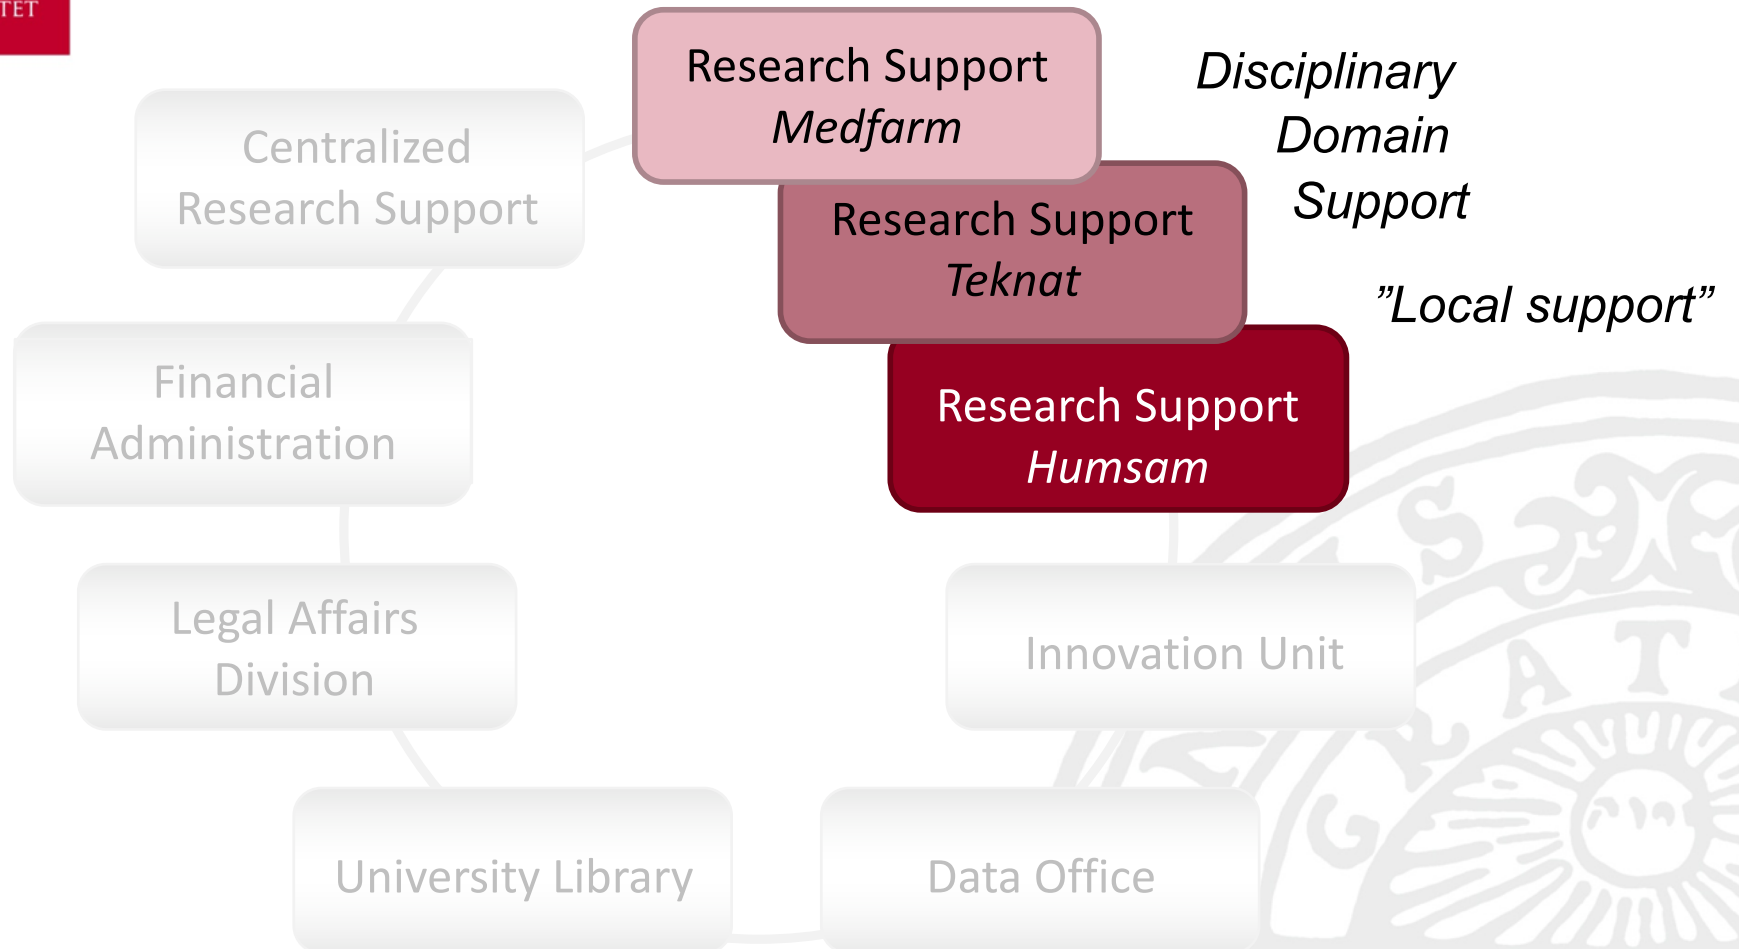 TET
Research Support
Medfarm
Disciplinary
Domain
Support
Centralized
Research Support
Research Support
Teknat
”Local support”
Financial
Administration
Research Support
Humsam
Legal Affairs
Division
Innovation Unit
University Library
Data Office